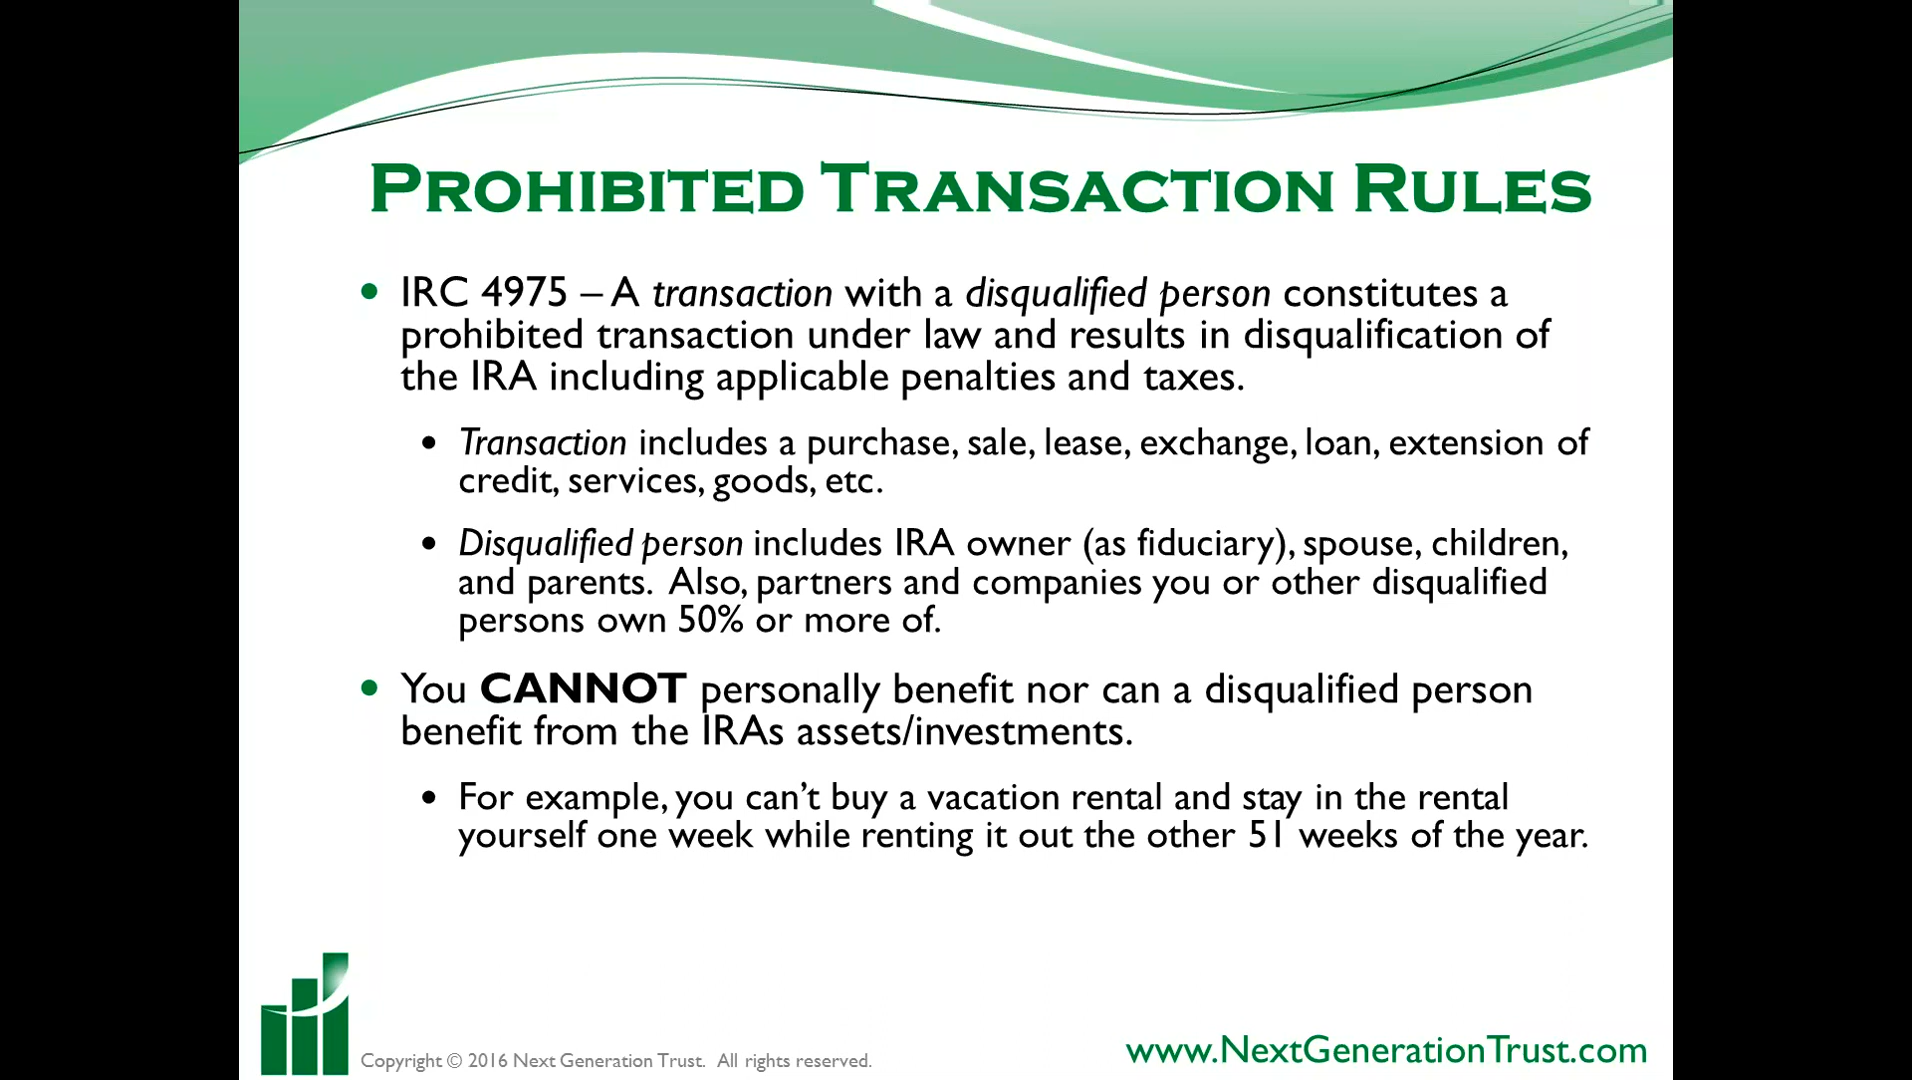 PROHIBITED TRANSACTION RULES
• IRC 4975 – A transaction with a disqualified person constitutes a
prohibited transaction under law and results in disqualification of
the IRA including applicable penalties and taxes.
• Transaction includes a purchase, sale, lease, exchange, loan, extension of
credit, services, goods, etc.
• Disqualified person includes IRA owner (as fiduciary), spouse, children,
and parents.  Also, partners and companies you or other disqualified
persons own 50% or more of.
• You CANNOT personally benefit nor can a disqualified person
benefit from the IRAs assets/investments.
• For example, you can’t buy a vacation rental and stay in the rental
yourself one week while renting it out the other 51 weeks of the year.
Copyright © 2016 Next Generation Trust.  All rights reserved.
www.NextGenerationTrust.com